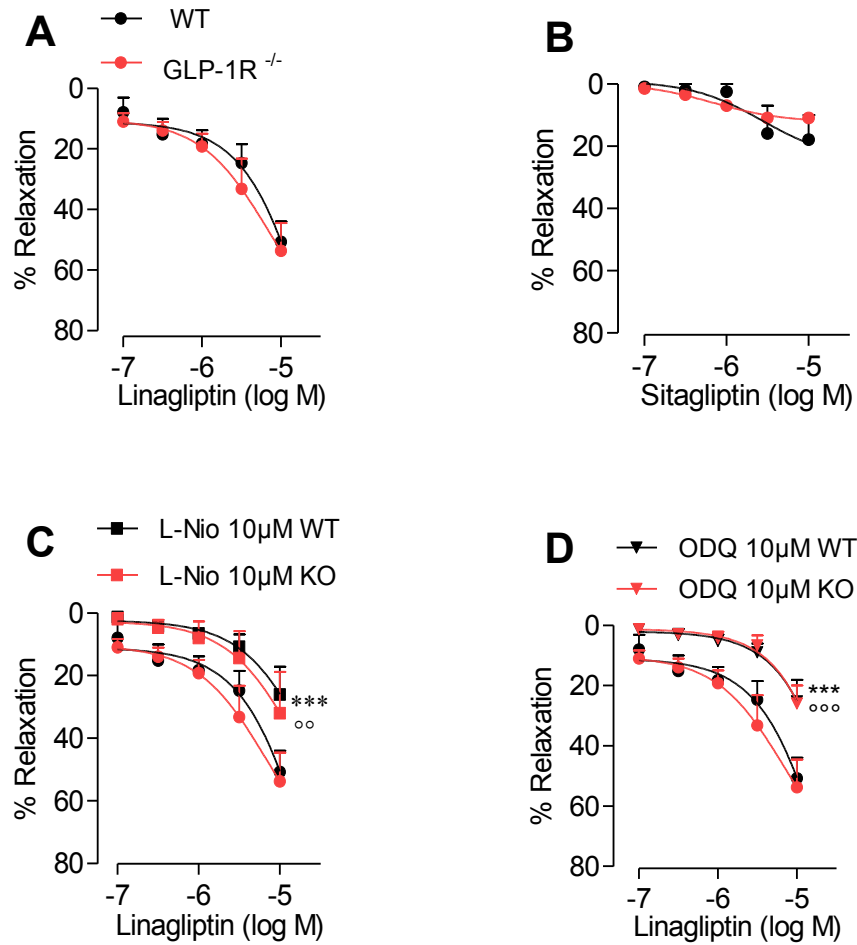 A
WT
GLP-1R -/-
0
20
40
60
80
% Relaxation
-7
-6
-5
Linagliptin (log M)
B
0
20
40
60
80
% Relaxation
-7
-6
-5
Sitagliptin (log M)
C
L-Nio 10µM WT
L-Nio 10µM KO
0
20
40
60
80
% Relaxation
***
°°
-7
-6
-5
Linagliptin (log M)
D
ODQ 10µM WT
ODQ 10µM KO
0
20
40
60
80
% Relaxation
***
°°°
-7
-6
-5
Linagliptin (log M)